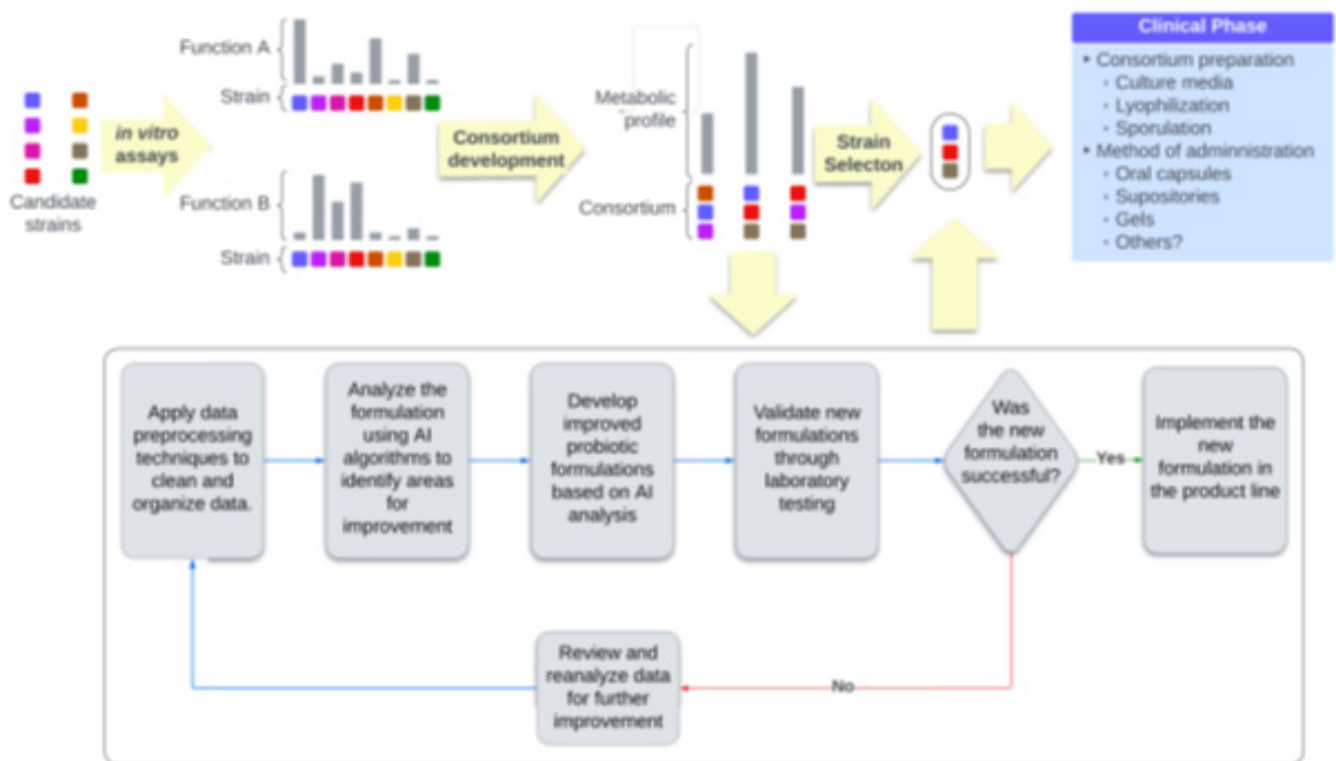 Function A
Strain
in vitro
assays
Candidate
strains
Function B
Strain
Consortium
development
Metabolic
profile
Consortium
Strain
Selecton
Clinical Phase
‣ Consortium preparation
◦ Culture media
◦ Lyophilization
◦ Sporulation
‣ Method of adminnistration
◦ Oral capsules
◦ Supositories
◦ Gels
◦ Others?
Apply data
preprocessing
techniques to
clean and
organize data.
Analyze the
formulation
using AI
algorithms to
identify areas
for
improvement
Develop
improved
probiotic
formulations
based on AI
analysis
Validate new
formulations
through
laboratory
testing
Was
the new
formulation
successful?
Yes
Implement the
new
formulation in
the product line
No
Review and
reanalyze data
for further
improvement